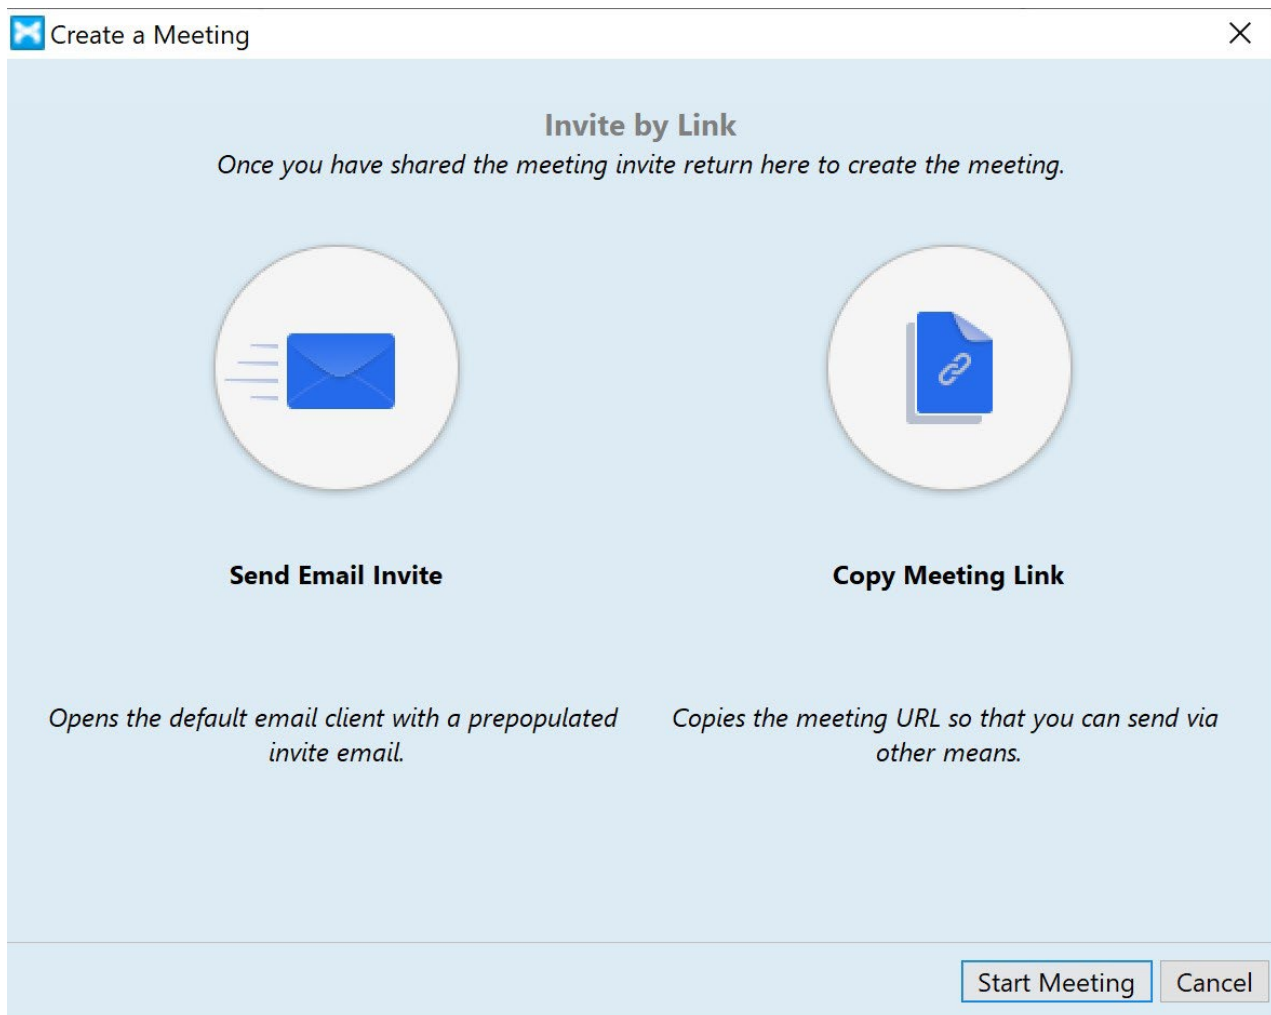 Create a Meeting
Invite by Link
Once you have shared the meeting invite return here to create the meeting.
Send Email Invite
Copy Meeting Link
Opens the default email client with a prepopulated
invite email.
Copies the meeting URL so that you can send via
other means.
Start Meeting
Cancel